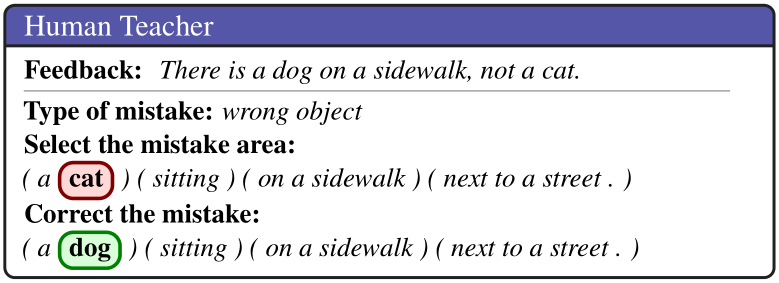 Human Teacher
Feedback: There is a dog on a sidewalk, not a cat.
Type of mistake: wrong object
Select the mistake area:
( a cat ) ( sitting ) ( on a sidewalk ) ( next to a street . )
Correct the mistake:
( a dog ) ( sitting ) ( on a sidewalk ) ( next to a street . )